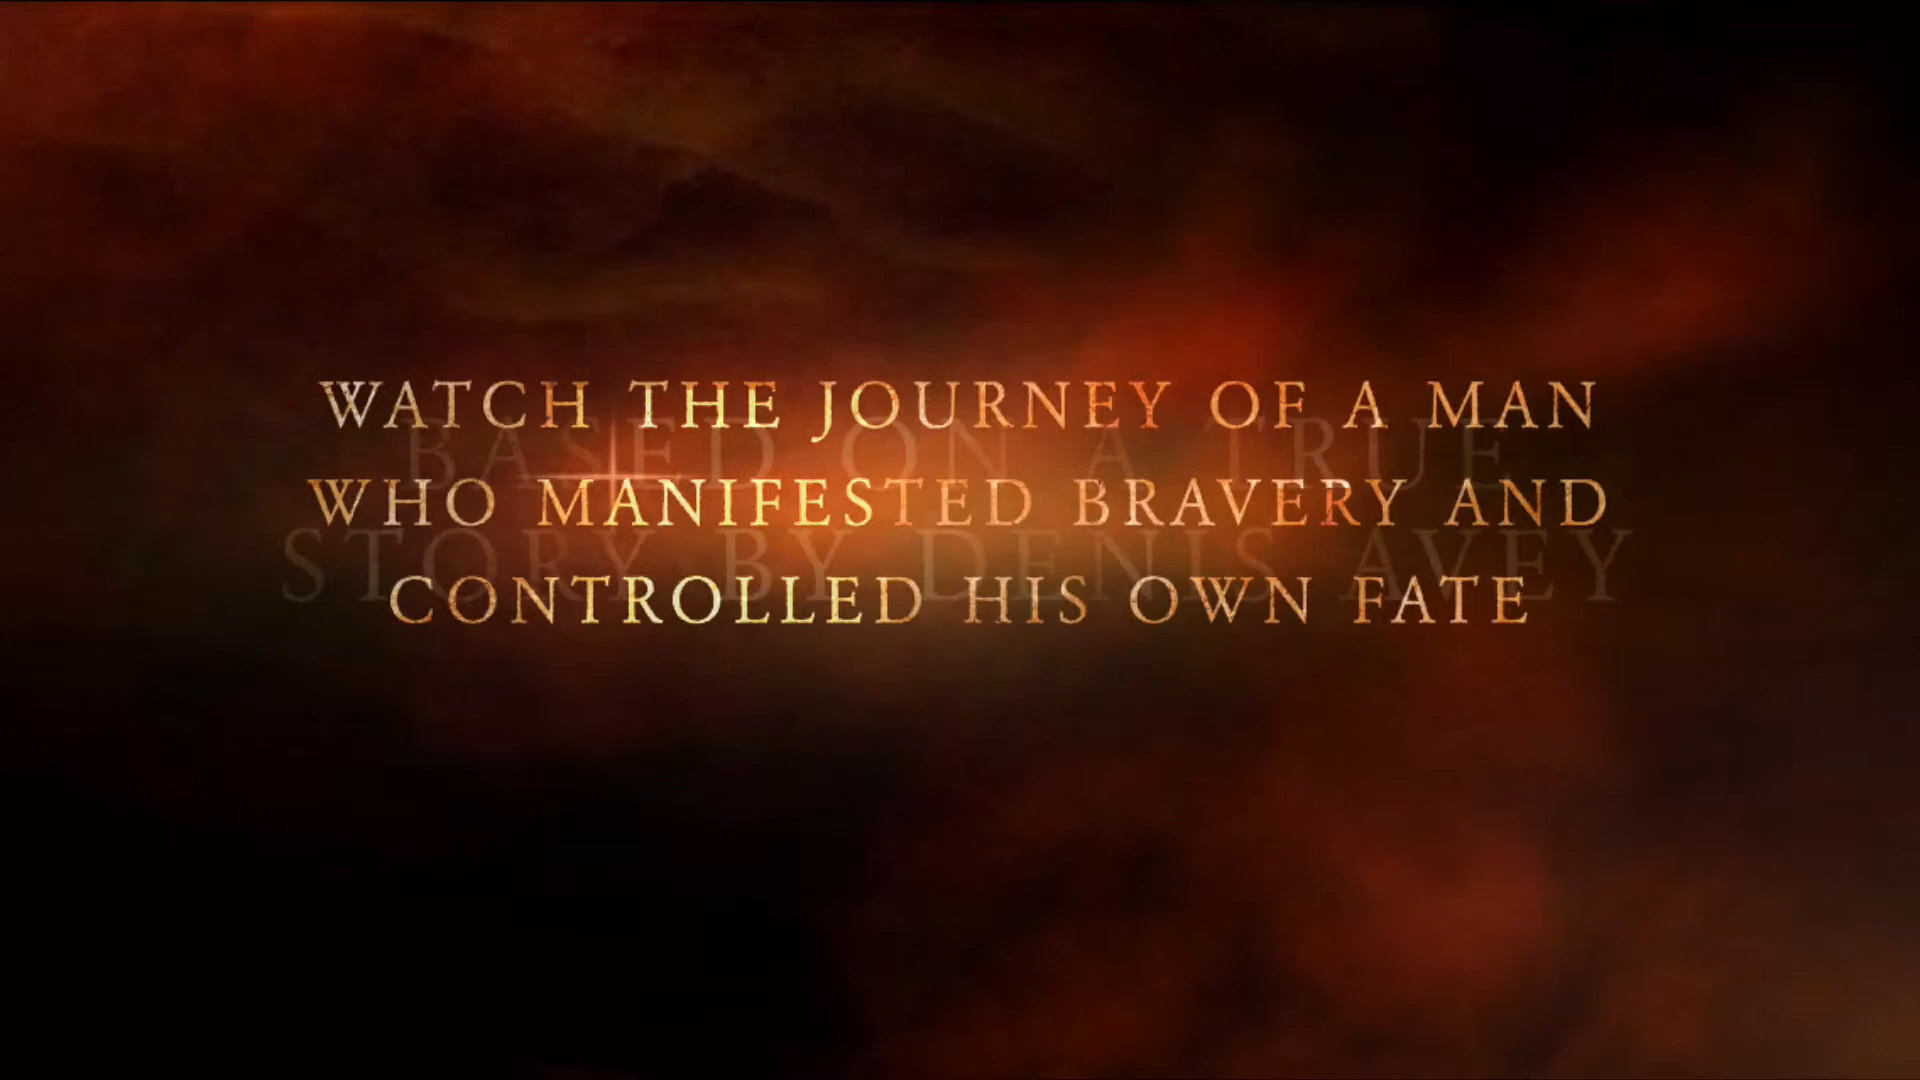 WATCH THE JOURNEY OF A MAN
BASED ON A TRUE
WHO MANIFESTED BRAVERY AND
STORY BY DENIS AVEY
CONTROLLED HIS OWN FATE